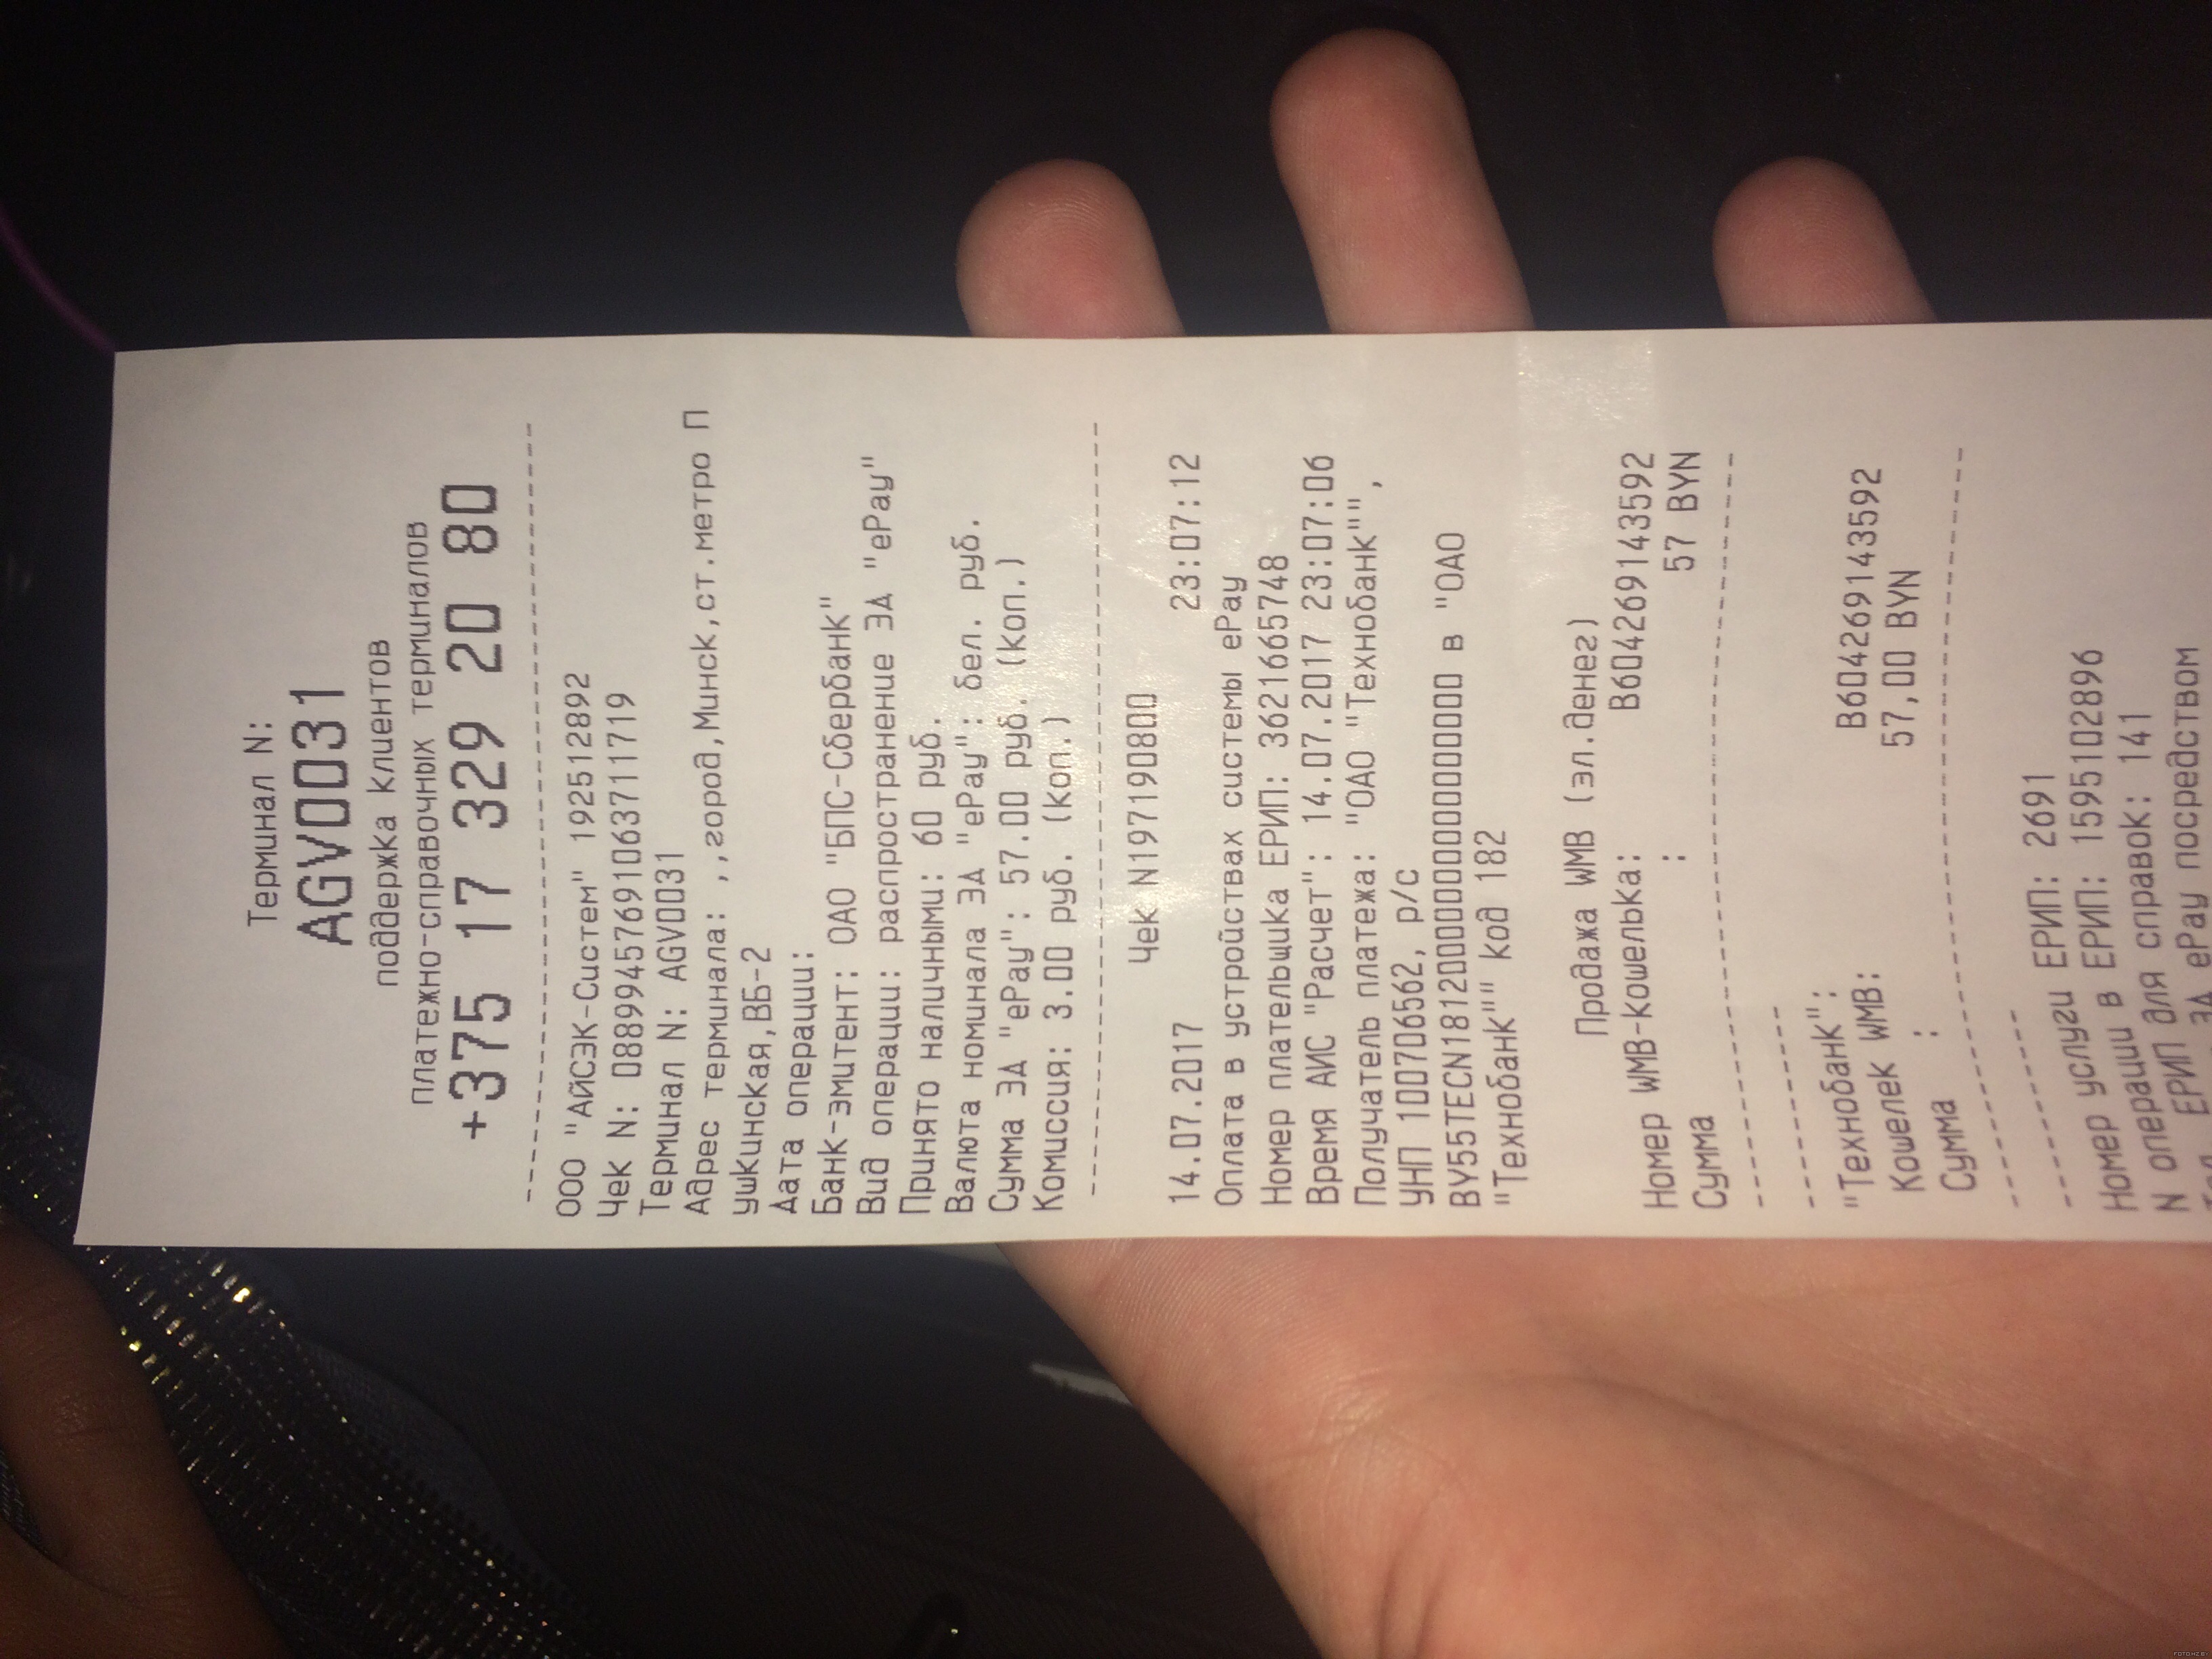 Терминал N:
AGV0031
поддержка клиентов
платежно-справочных терминалов
+375 17 329 20 80
--------------------------------
ООО "АйСЭК-Систем" 192512892
Чек N: 0889945769106371​1719
Терминал N: AGV0031
Адрес терминала: ,,город,Минск,ст.метро П
ушкинская,ВБ-2
Дата операции:
Банк-эмитент: ОАО "БПС-Сбербанк"
Вид операции: распространение ЭД "ePay"
Принято наличными: 60 руб.
Валюта номинала ЭД "ePay": бел. руб.
Сумма ЭД "ePay": 57.00 руб. (коп.)
Комиссия: 3.00 руб. (коп.)
--------------------------------
Чек N1971908​00
14.07.2017 23:07:12
Оплата в устройствах системы ePay
Номер плательщика ЕРИП: 3621665748
Время АИС "Расчет": 14.07.2017 23:07:06
Получатель платежа: "ОАО "Технобанк"",
УНП 100706562, р/с
BY55TECN18120000000000000000 в "ОАО
"Технобанк"" код 182
Продажа WMB (эл.денег)
Номер WMB-кошелька: B604269143592
Сумма : 57 BYN
--------------------------------
--------
"Технобанк":
Кошелек WMB: B604269143592
Сумма : 57,00 BYN
--------------------------------
--------
Номер услуги ЕРИП: 2691
Номер операции в ЕРИП: 1595102896
N операции для справок: 141
ЕРИП ЭД ePay посредством